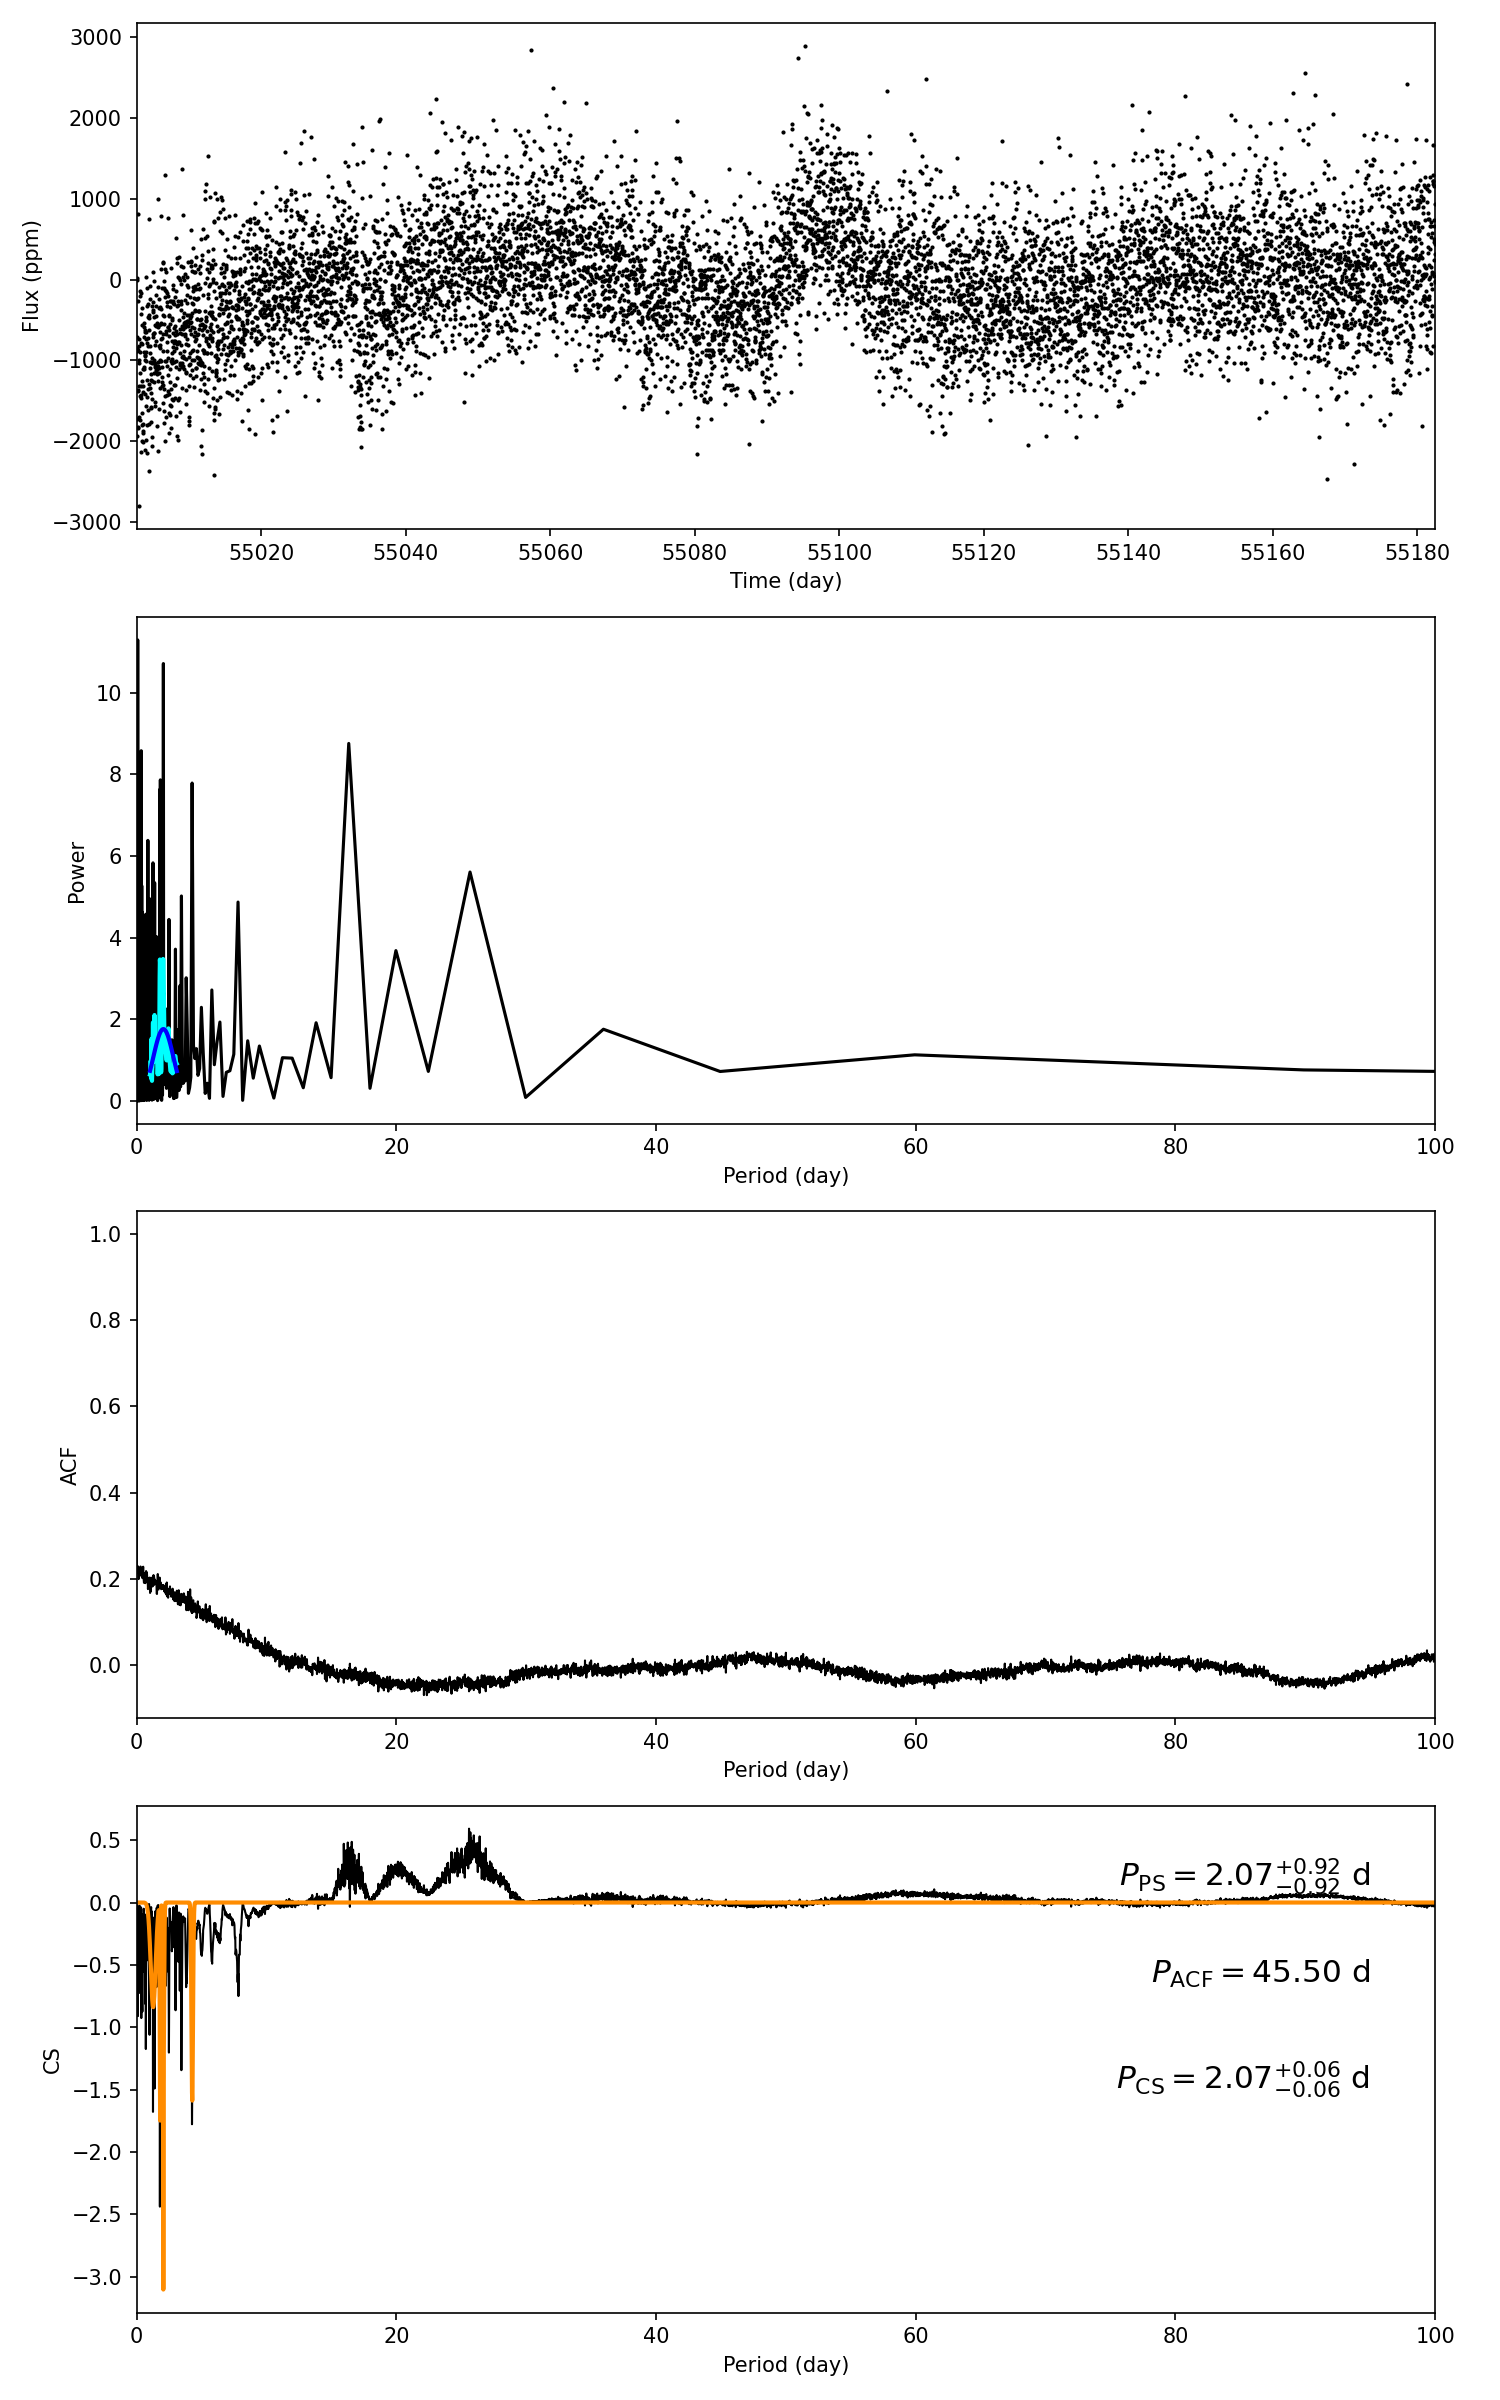 3000
2000
1000
0
−1000
−2000
−3000
Flux (ppm)
55020 55040 55060 55080 55100 55120 55140 55160 55180
Time (day)
10
8
6
4
2
0
Power
0 20 40 60 80 100
Period (day)
1.0
0.8
0.6
0.4
0.2
0.0
ACF
0 20 40 60 80 100
Period (day)
0.5
0.0
−0.5
−1.0
−1.5
−2.0
−2.5
−3.0
CS
P_PS = 2.07^{+0.92}_{−0.92} d
P_ACF = 45.50 d
P_CS = 2.07^{+0.06}_{−0.06} d
0 20 40 60 80 100
Period (day)